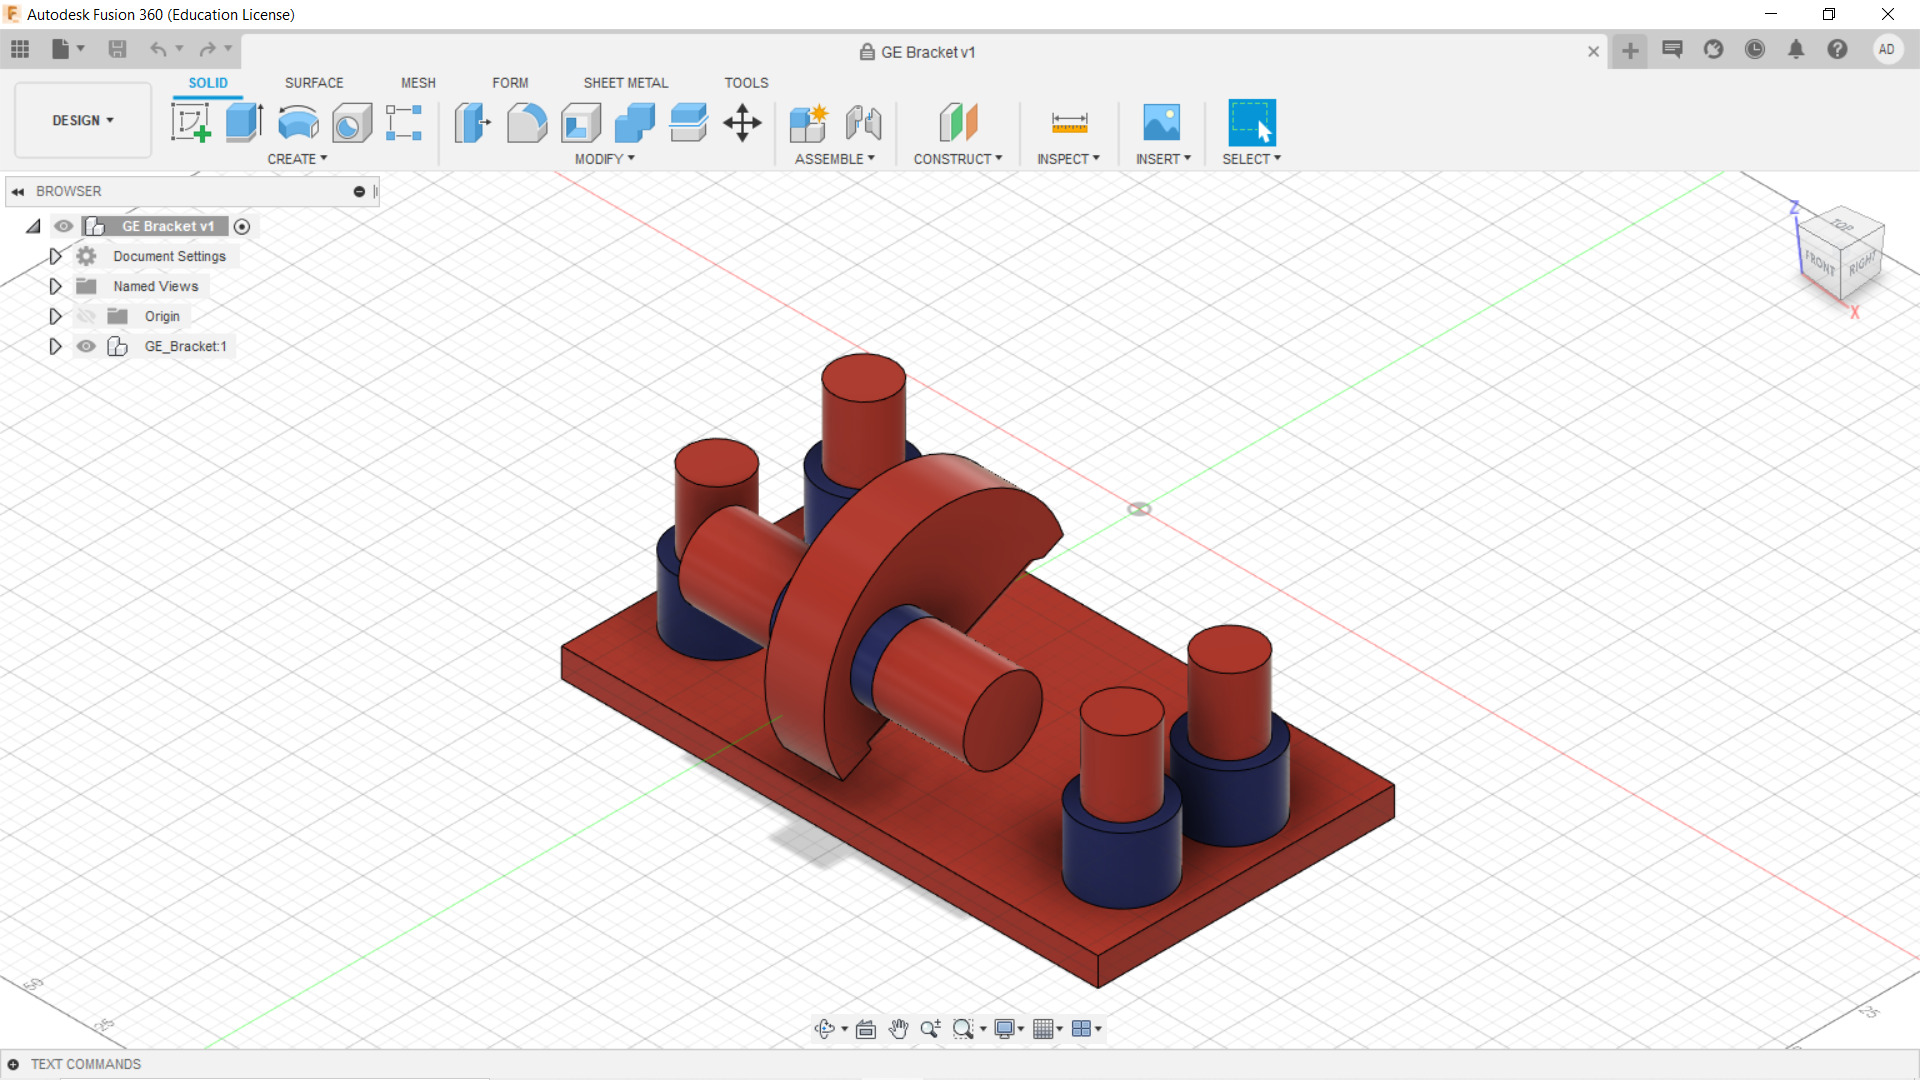 Autodesk Fusion 360 (Education License)
GE Bracket v1
AD
DESIGN
SOLID SURFACE MESH FORM SHEET METAL TOOLS
CREATE MODIFY ASSEMBLE CONSTRUCT INSPECT INSERT SELECT
BROWSER
GE Bracket v1
Document Settings
Named Views
Origin
GE_Bracket:1
Z
TOP
FRONT RIGHT
X
50
25
25
TEXT COMMANDS